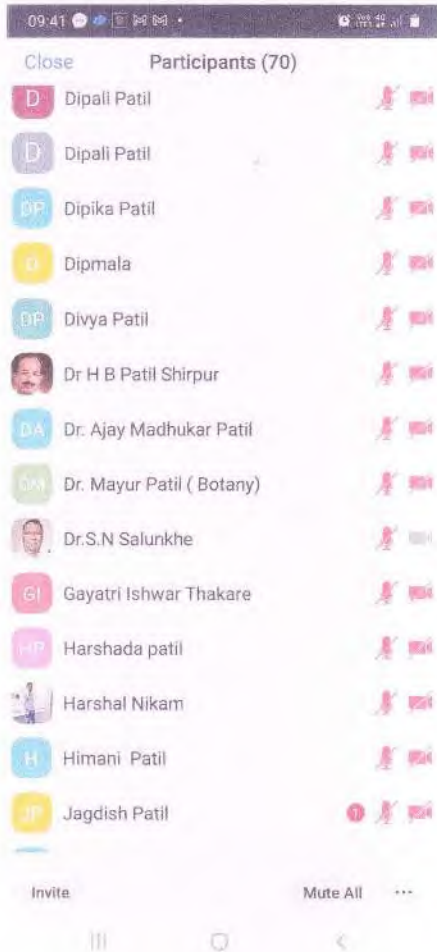 09:41
Close Participants (70)
D Dipali Patil
D Dipali Patil
DP Dipika Patil
D Dipmala
DP Divya Patil
Dr H B Patil Shirpur
DA Dr. Ajay Madhukar Patil
DM Dr. Mayur Patil ( Botany)
Dr.S.N Salunkhe
GI Gayatri Ishwar Thakare
HP Harshada patil
Harshal Nikam
H Himani Patil
JP Jagdish Patil 1
Invite Mute All ...